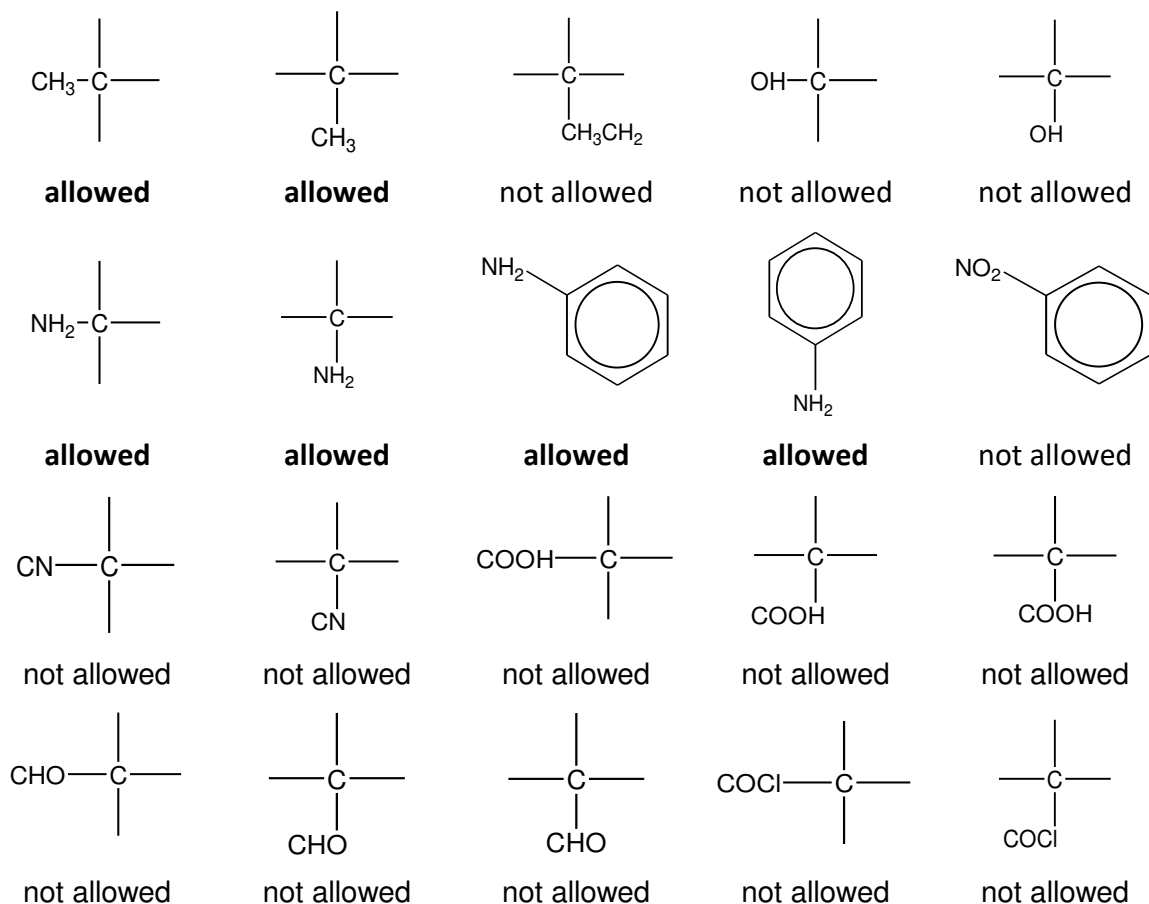 CH₃ C C C OH C C
CH₃ CH₃CH₂ OH
allowed allowed not allowed not allowed not allowed
NH₂ C C NH₂ NO₂
NH₂ NH₂
allowed allowed allowed allowed not allowed
CN C C COOH C C C
CN COOH COOH
not allowed not allowed not allowed not allowed not allowed
CHO C C C COCl C C
CHO CHO COCl
not allowed not allowed not allowed not allowed not allowed